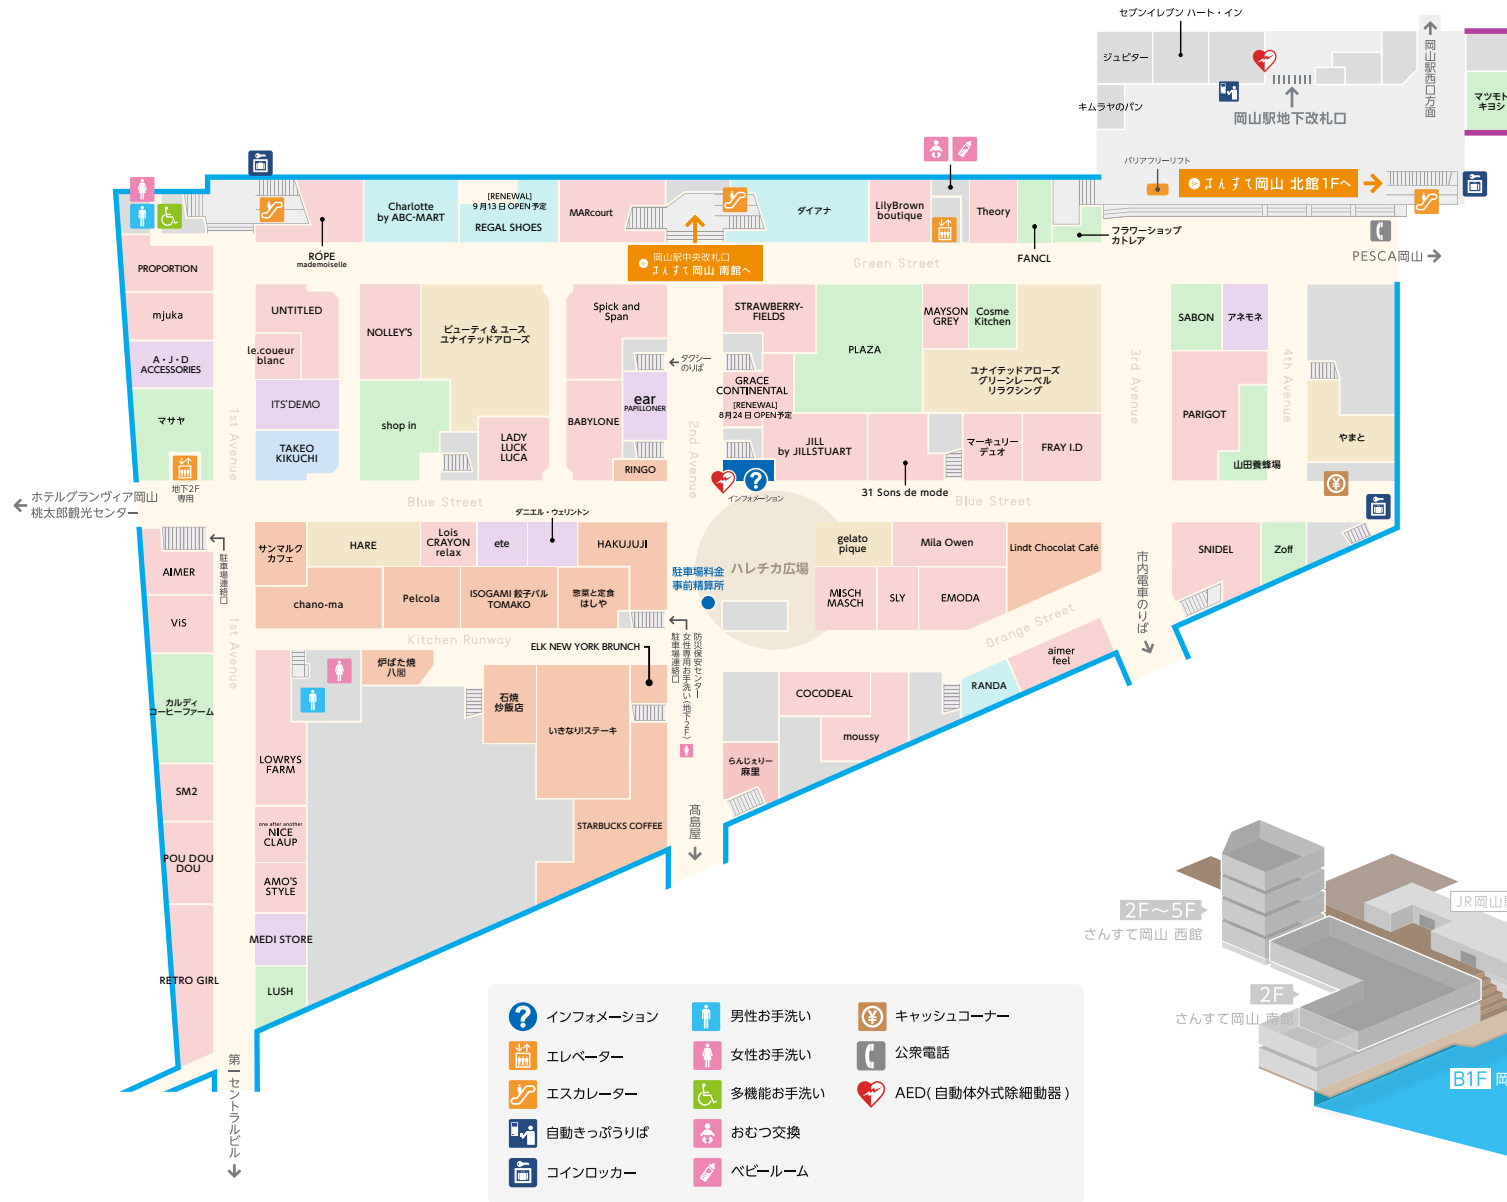 セブンイレブン ハート・イン
ジュピター
キムラヤのパン
岡山駅地下改札口
岡山駅西口方面
マツモト
キヨシ
バリアフリーリフト
さんすて岡山 北館1Fへ
PESCA岡山
RÓPE
mademoiselle
Charlotte
by ABC-MART
[RENEWAL]
9月13日 OPEN予定
REGAL SHOES
MARcourt
岡山駅中央改札口
さんすて岡山 南館へ
ダイアナ
LilyBrown
boutique
Theory
FANCL
フラワーショップ
カトレア
Green Street
PROPORTION
mjuka
A・J・D
ACCESSORIES
マサヤ
地下2F
専用
ホテルグランヴィア岡山
桃太郎観光センター
1st Avenue
UNTITLED
le.coueur
blanc
ITS'DEMO
TAKEO
KIKUCHI
NOLLEY'S
ビューティ & ユース
ユナイテッドアローズ
shop in
LADY
LUCK
LUCA
Spick and
Span
BABYLONE
ear
PAPILLONER
RINGO
タクシー
のりば
2nd Avenue
STRAWBERRY-
FIELDS
GRACE
CONTINENTAL
[RENEWAL]
8月24日 OPEN予定
PLAZA
MAYSON
GREY
Cosme
Kitchen
ユナイテッドアローズ
グリーンレーベル
リラクシング
JILL
by JILLSTUART
31 Sons de mode
マーキュリー
デュオ
FRAY I.D
インフォメーション
3rd Avenue
SABON
アネモネ
PARIGOT
山田養蜂場
4th Avenue
やまと
Blue Street
Blue Street
駐車場連絡口
AIMER
ViS
カルディ
コーヒーファーム
SM2
POU DOU
DOU
RETRO GIRL
1st Avenue
サンマルク
カフェ
HARE
Lois
CRAYON
relax
ete
ダニエル・ウェリントン
HAKUJUJI
chano-ma
Pelcola
ISOGAMI 餃子バル
TOMAKO
惣菜と定食
はしや
駐車場料金
事前精算所
ハレチカ広場
gelato
pique
Mila Owen
Lindt Chocolat Café
MISCH
MASCH
SLY
EMODA
市内電車のりば
SNIDEL
Zoff
Kitchen Runway
Orange Street
ELK NEW YORK BRUNCH
防災保安センター
女性専用お手洗い(地下2F)
駐車場連絡口
炉ばた焼
八閤
石焼
炒飯店
いきなり!ステーキ
STARBUCKS COFFEE
COCODEAL
moussy
RANDA
aimer
feel
らんじぇりー
麻里
髙島屋
LOWRYS
FARM
one after another
NICE
CLAUP
AMO'S
STYLE
MEDI STORE
LUSH
第一セントラルビル
インフォメーション
エレベーター
エスカレーター
自動きっぷうりば
コインロッカー
男性お手洗い
女性お手洗い
多機能お手洗い
おむつ交換
ベビールーム
キャッシュコーナー
公衆電話
AED(自動体外式除細動器)
2F〜5F
さんすて岡山 西館
2F
さんすて岡山 南館
JR岡山
B1F 岡